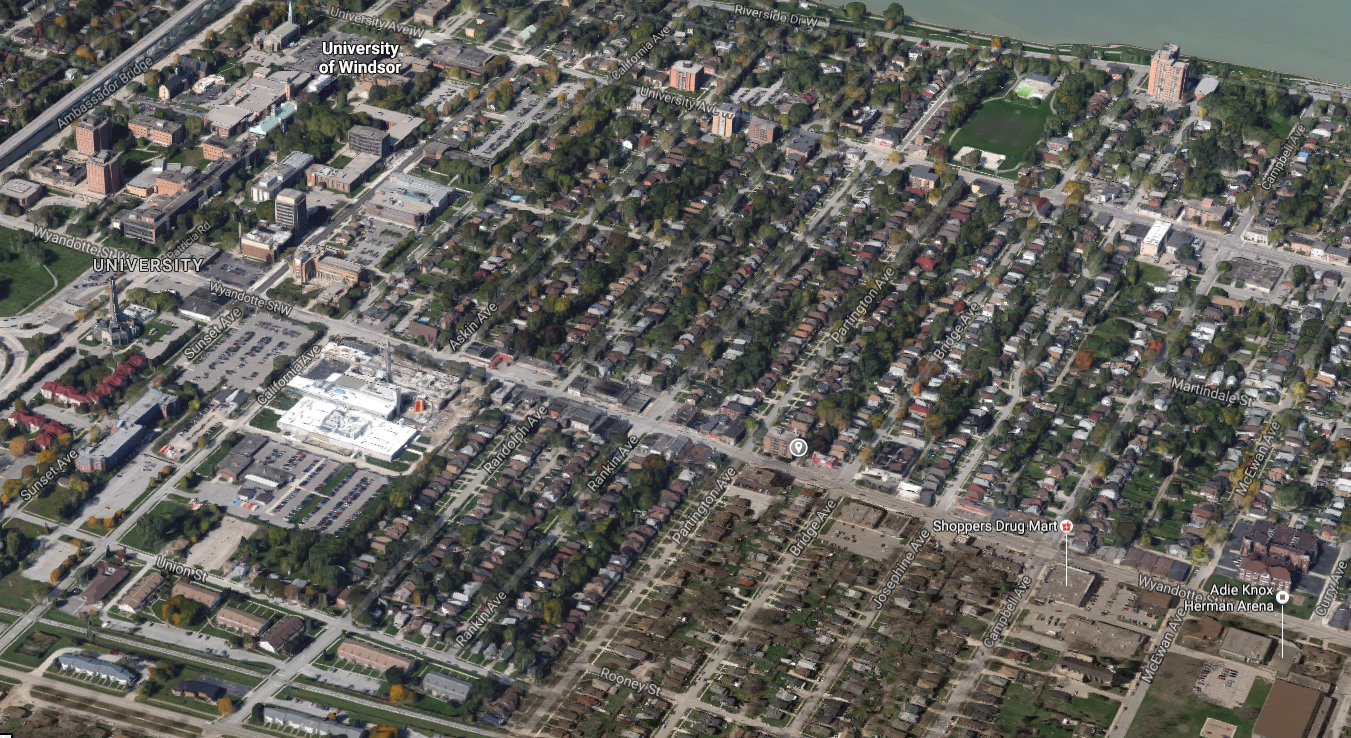 University Ave W
Riverside Dr W
California Ave
University
of Windsor
Ambassador Bridge
University Ave
Campbell Ave
Patricia Rd
Wyandotte St W
UNIVERSITY
Wyandotte St W
Sunset Ave
Askin Ave
Partington Ave
Bridge Ave
California Ave
Martindale St
Randolph Ave
McEwan Ave
Rankin Ave
Sunset Ave
Partington Ave
Bridge Ave
Shoppers Drug Mart
Josephine Ave
Union St
Wyandotte St
Campbell Ave
Curry Ave
Adie Knox
Herman Arena
Rankin Ave
McEwan Ave
Rooney St